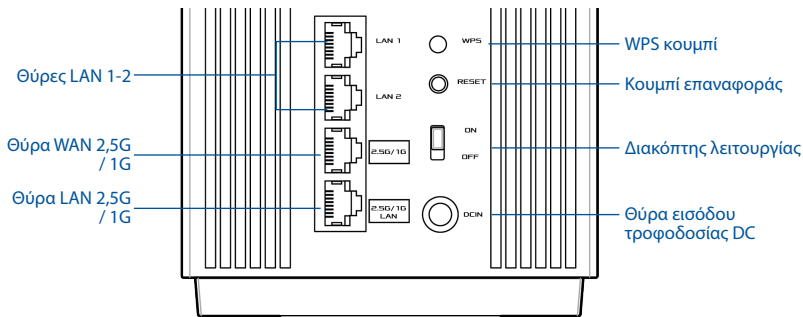 Θύρες LAN 1-2
Θύρα WAN 2,5G
/ 1G
Θύρα LAN 2,5G
/ 1G
LAN 1
LAN 2
2.5G/1G
2.5G/1G
LAN
WPS
RESET
ON
OFF
DCIN
WPS κουμπί
Κουμπί επαναφοράς
Διακόπτης λειτουργίας
Θύρα εισόδου
τροφοδοσίας DC